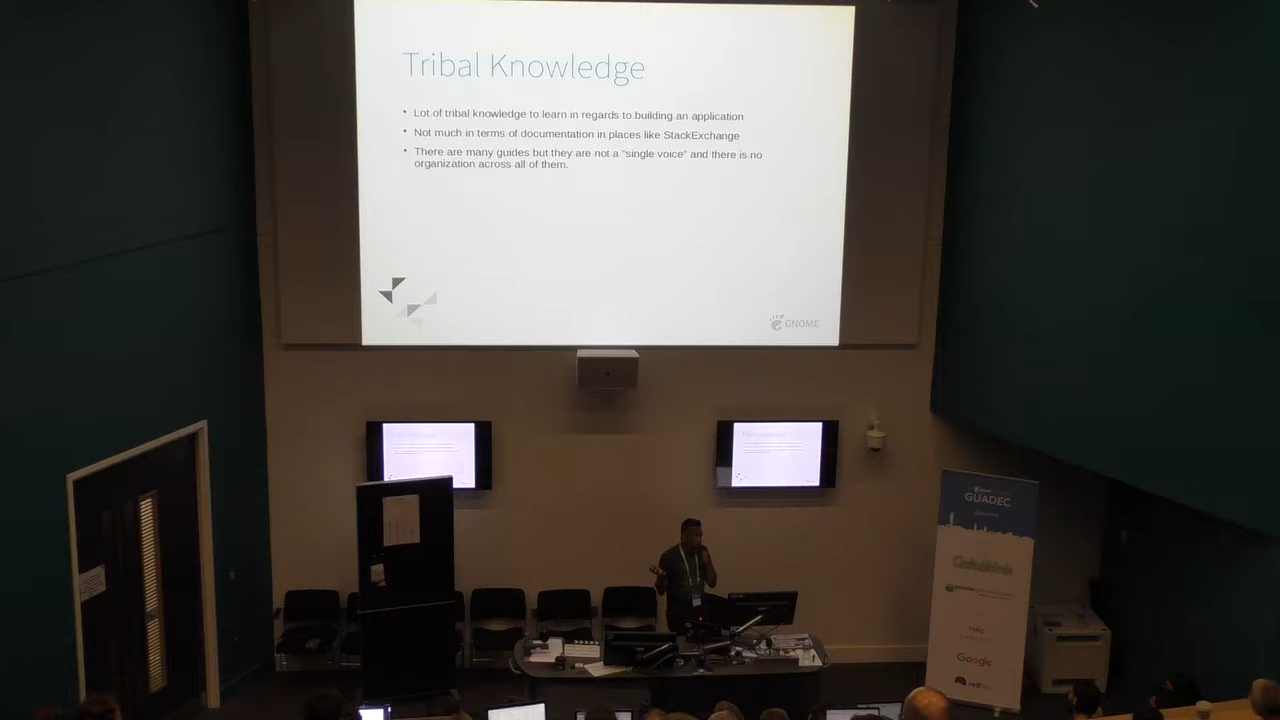 Tribal Knowledge
Lot of tribal knowledge to learn in regards to building an application
Not much in terms of documentation in places like StackExchange
There are many guides but they are not a "single voice" and there is no
organization across all of them.
GNOME
GUADEC
Google